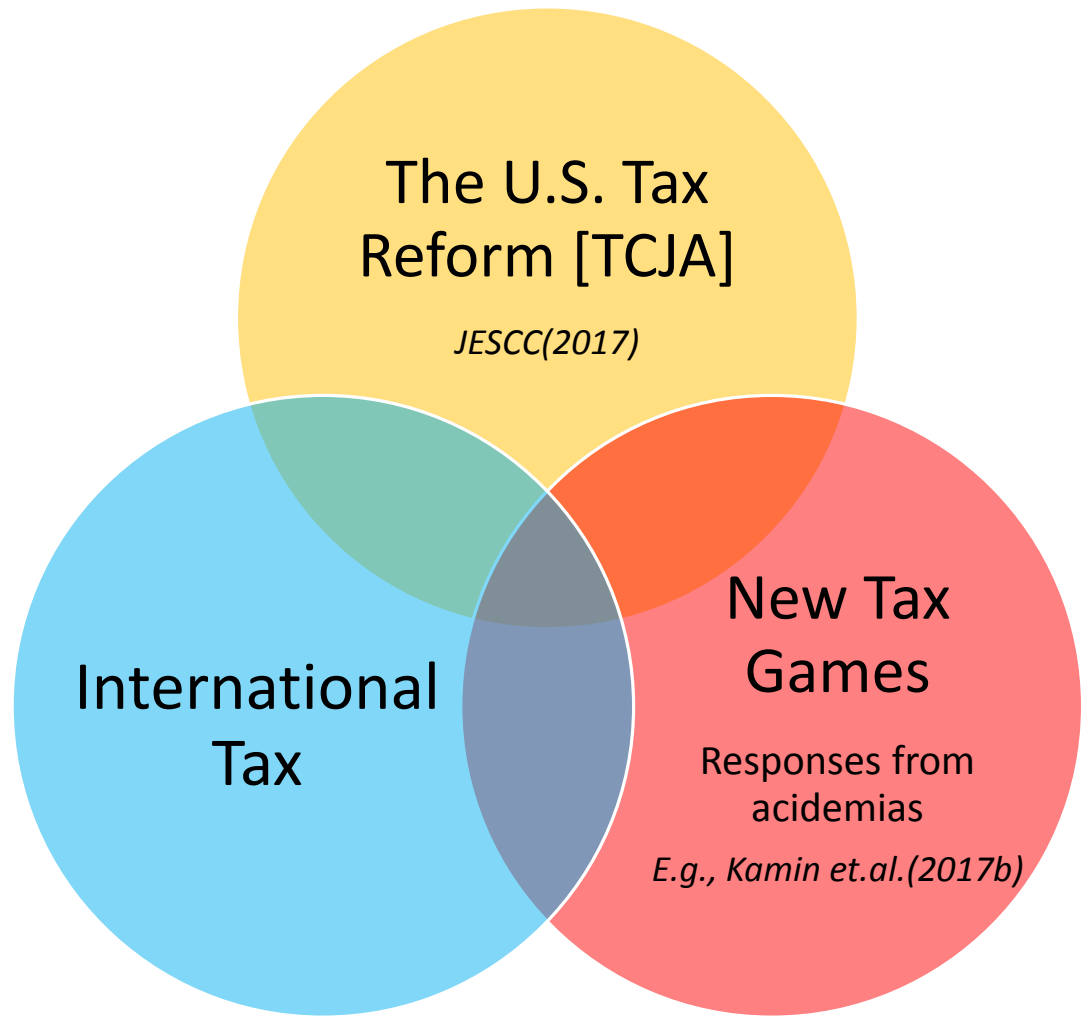 The U.S. Tax
Reform [TCJA]
JESCC(2017)
International
Tax
New Tax
Games
Responses from
acidemias
E.g., Kamin et.al.(2017b)